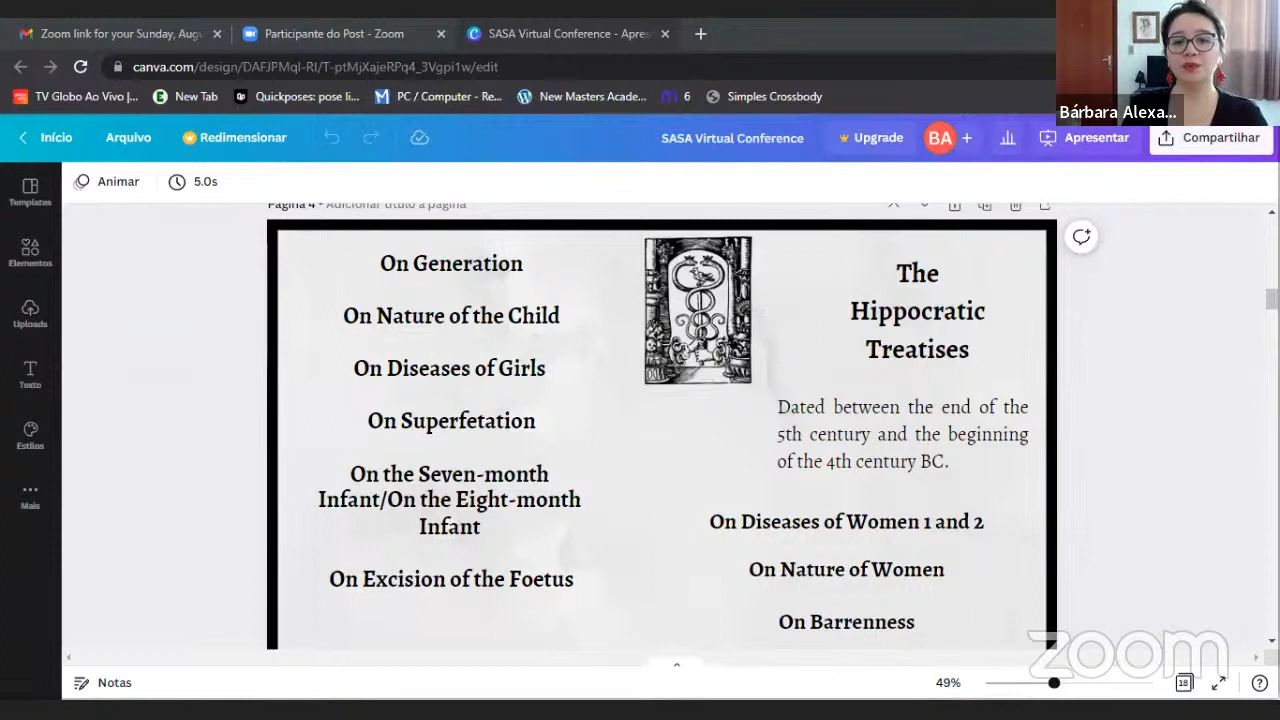 Zoom link for your Sunday, Aug
Participante do Post - Zoom
SASA Virtual Conference - Apres
canva.com/design/DAFJPMqI-RI/T-ptMjXajeRPq4_3Vgpi1w/edit
TV Globo Ao Vivo |...
New Tab
Quickposes: pose li...
PC / Computer - Re...
New Masters Acade...
6
Simples Crossbody
Bárbara Alexa...
Início
Arquivo
Redimensionar
SASA Virtual Conference
Upgrade
BA
Apresentar
Compartilhar
Templates
Elementos
Uploads
Texto
Estilos
Mais
Animar
5.0s
Página 4 - Adicionar título à página
On Generation
On Nature of the Child
On Diseases of Girls
On Superfetation
On the Seven-month
Infant/On the Eight-month
Infant
On Excision of the Foetus
The
Hippocratic
Treatises
Dated between the end of the
5th century and the beginning
of the 4th century BC.
On Diseases of Women 1 and 2
On Nature of Women
On Barrenness
Notas
49%
18
zoom